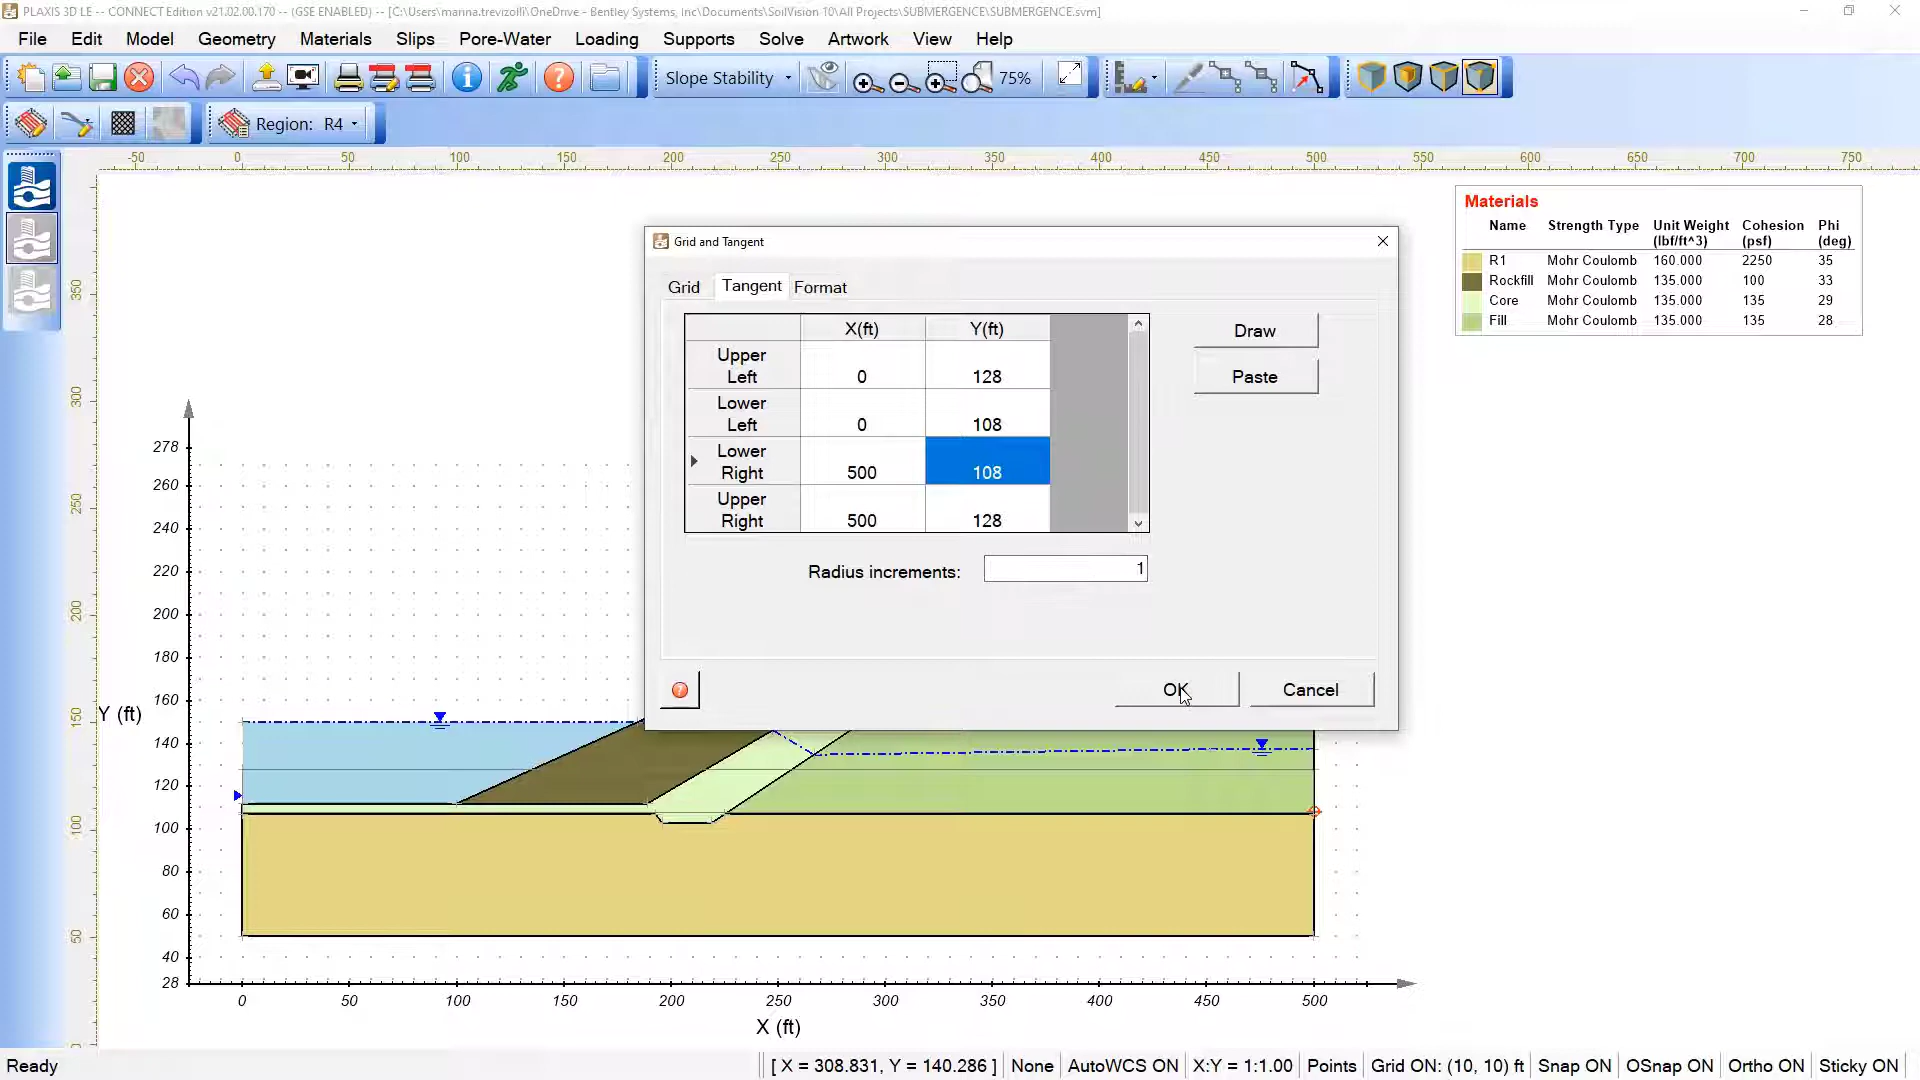 PLAXIS 3D LE -- CONNECT Edition v21.02.00.170 -- (GSE ENABLED) -- [C:\Users\marina.trevizolli\OneDrive - Bentley Systems, Inc\Documents\SoilVision 10\All Projects\SUBMERGENCE\SUBMERGENCE.svm]
File Edit Model Geometry Materials Slips Pore-Water Loading Supports Solve Artwork View Help
Slope Stability 75%
Region: R4
-50 0 50 100 150 200 250 300 350 400 450 500 550 600 650 700 750
Materials
Name Strength Type Unit Weight (lbf/ft^3) Cohesion (psf) Phi (deg)
R1 Mohr Coulomb 160.000 2250 35
Rockfill Mohr Coulomb 135.000 100 33
Core Mohr Coulomb 135.000 135 29
Fill Mohr Coulomb 135.000 135 28
Grid and Tangent
Grid Tangent Format
X(ft) Y(ft)
Upper Left 0 128
Lower Left 0 108
Lower Right 500 108
Upper Right 500 128
Draw
Paste
Radius increments: 1
OK Cancel
350
300
250
200
150
100
50
0
278
260
240
220
200
180
160
Y (ft)
140
120
100
80
60
40
28
0 50 100 150 200 250 300 350 400 450 500
X (ft)
Ready [ X = 308.831, Y = 140.286 ] None AutoWCS ON X:Y = 1:1.00 Points Grid ON: (10, 10) ft Snap ON OSnap ON Ortho ON Sticky ON